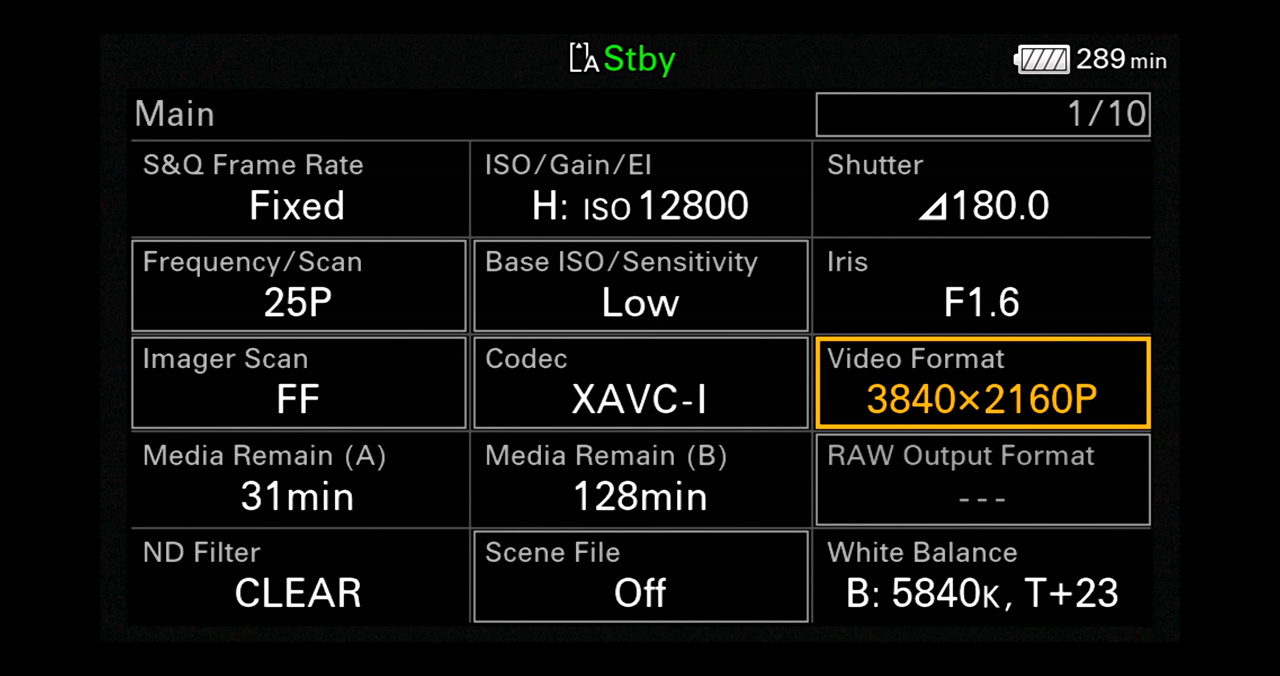 A Stby 289 min
Main 1/10
S&Q Frame Rate ISO/Gain/EI Shutter
Fixed H: ISO 12800 ⊿180.0
Frequency/Scan Base ISO/Sensitivity Iris
25P Low F1.6
Imager Scan Codec Video Format
FF XAVC-I 3840×2160P
Media Remain (A) Media Remain (B) RAW Output Format
31min 128min ---
ND Filter Scene File White Balance
CLEAR Off B: 5840K, T+23